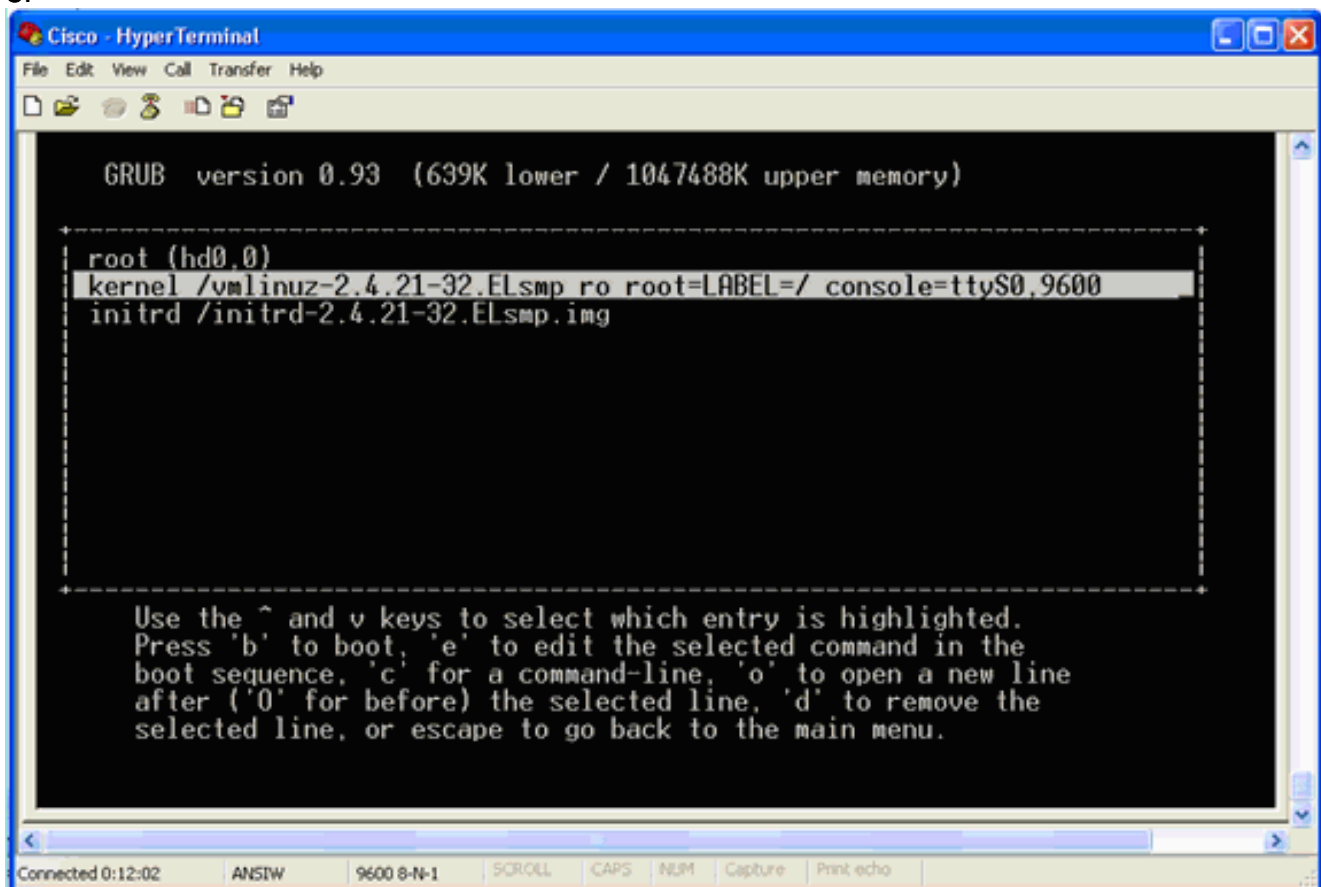 Cisco - HyperTerminal
File Edit View Call Transfer Help
GRUB version 0.93 (639K lower / 1047488K upper memory)
root (hd0,0)
kernel /vmlinuz-2.4.21-32.ELsmp ro root=LABEL=/ console=ttyS0,9600
initrd /initrd-2.4.21-32.ELsmp.img
Use the ^ and v keys to select which entry is highlighted.
Press 'b' to boot, 'e' to edit the selected command in the
boot sequence, 'c' for a command-line, 'o' to open a new line
after ('O' for before) the selected line, 'd' to remove the
selected line, or escape to go back to the main menu.
Connected 0:12:02 ANSIW 9600 8-N-1 SCROLL CAPS NUM Capture Print echo